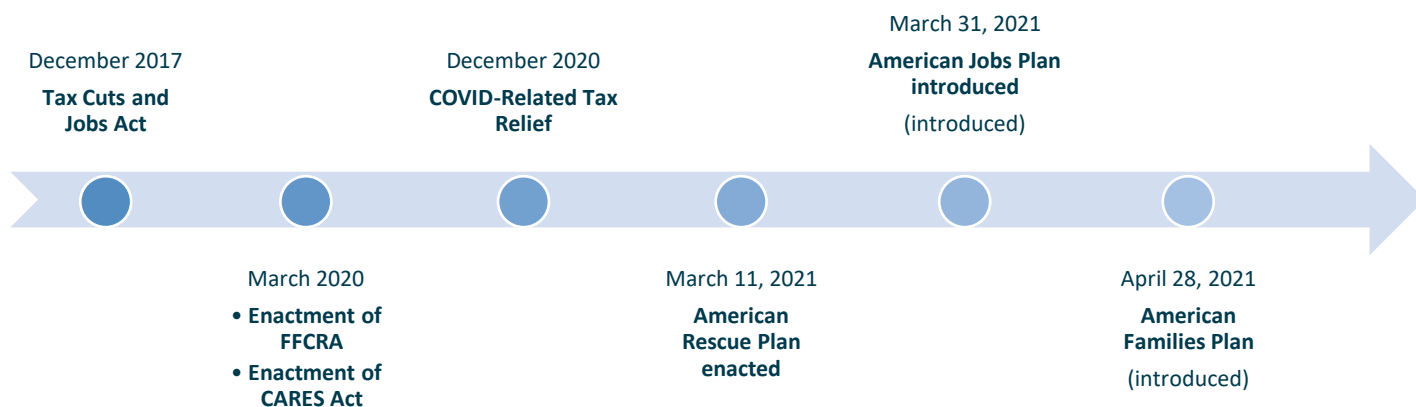 December 2017
Tax Cuts and
Jobs Act
March 2020
• Enactment of
FFCRA
• Enactment of
CARES Act
December 2020
COVID-Related Tax
Relief
March 11, 2021
American
Rescue Plan
enacted
March 31, 2021
American Jobs Plan
introduced
(introduced)
April 28, 2021
American
Families Plan
(introduced)